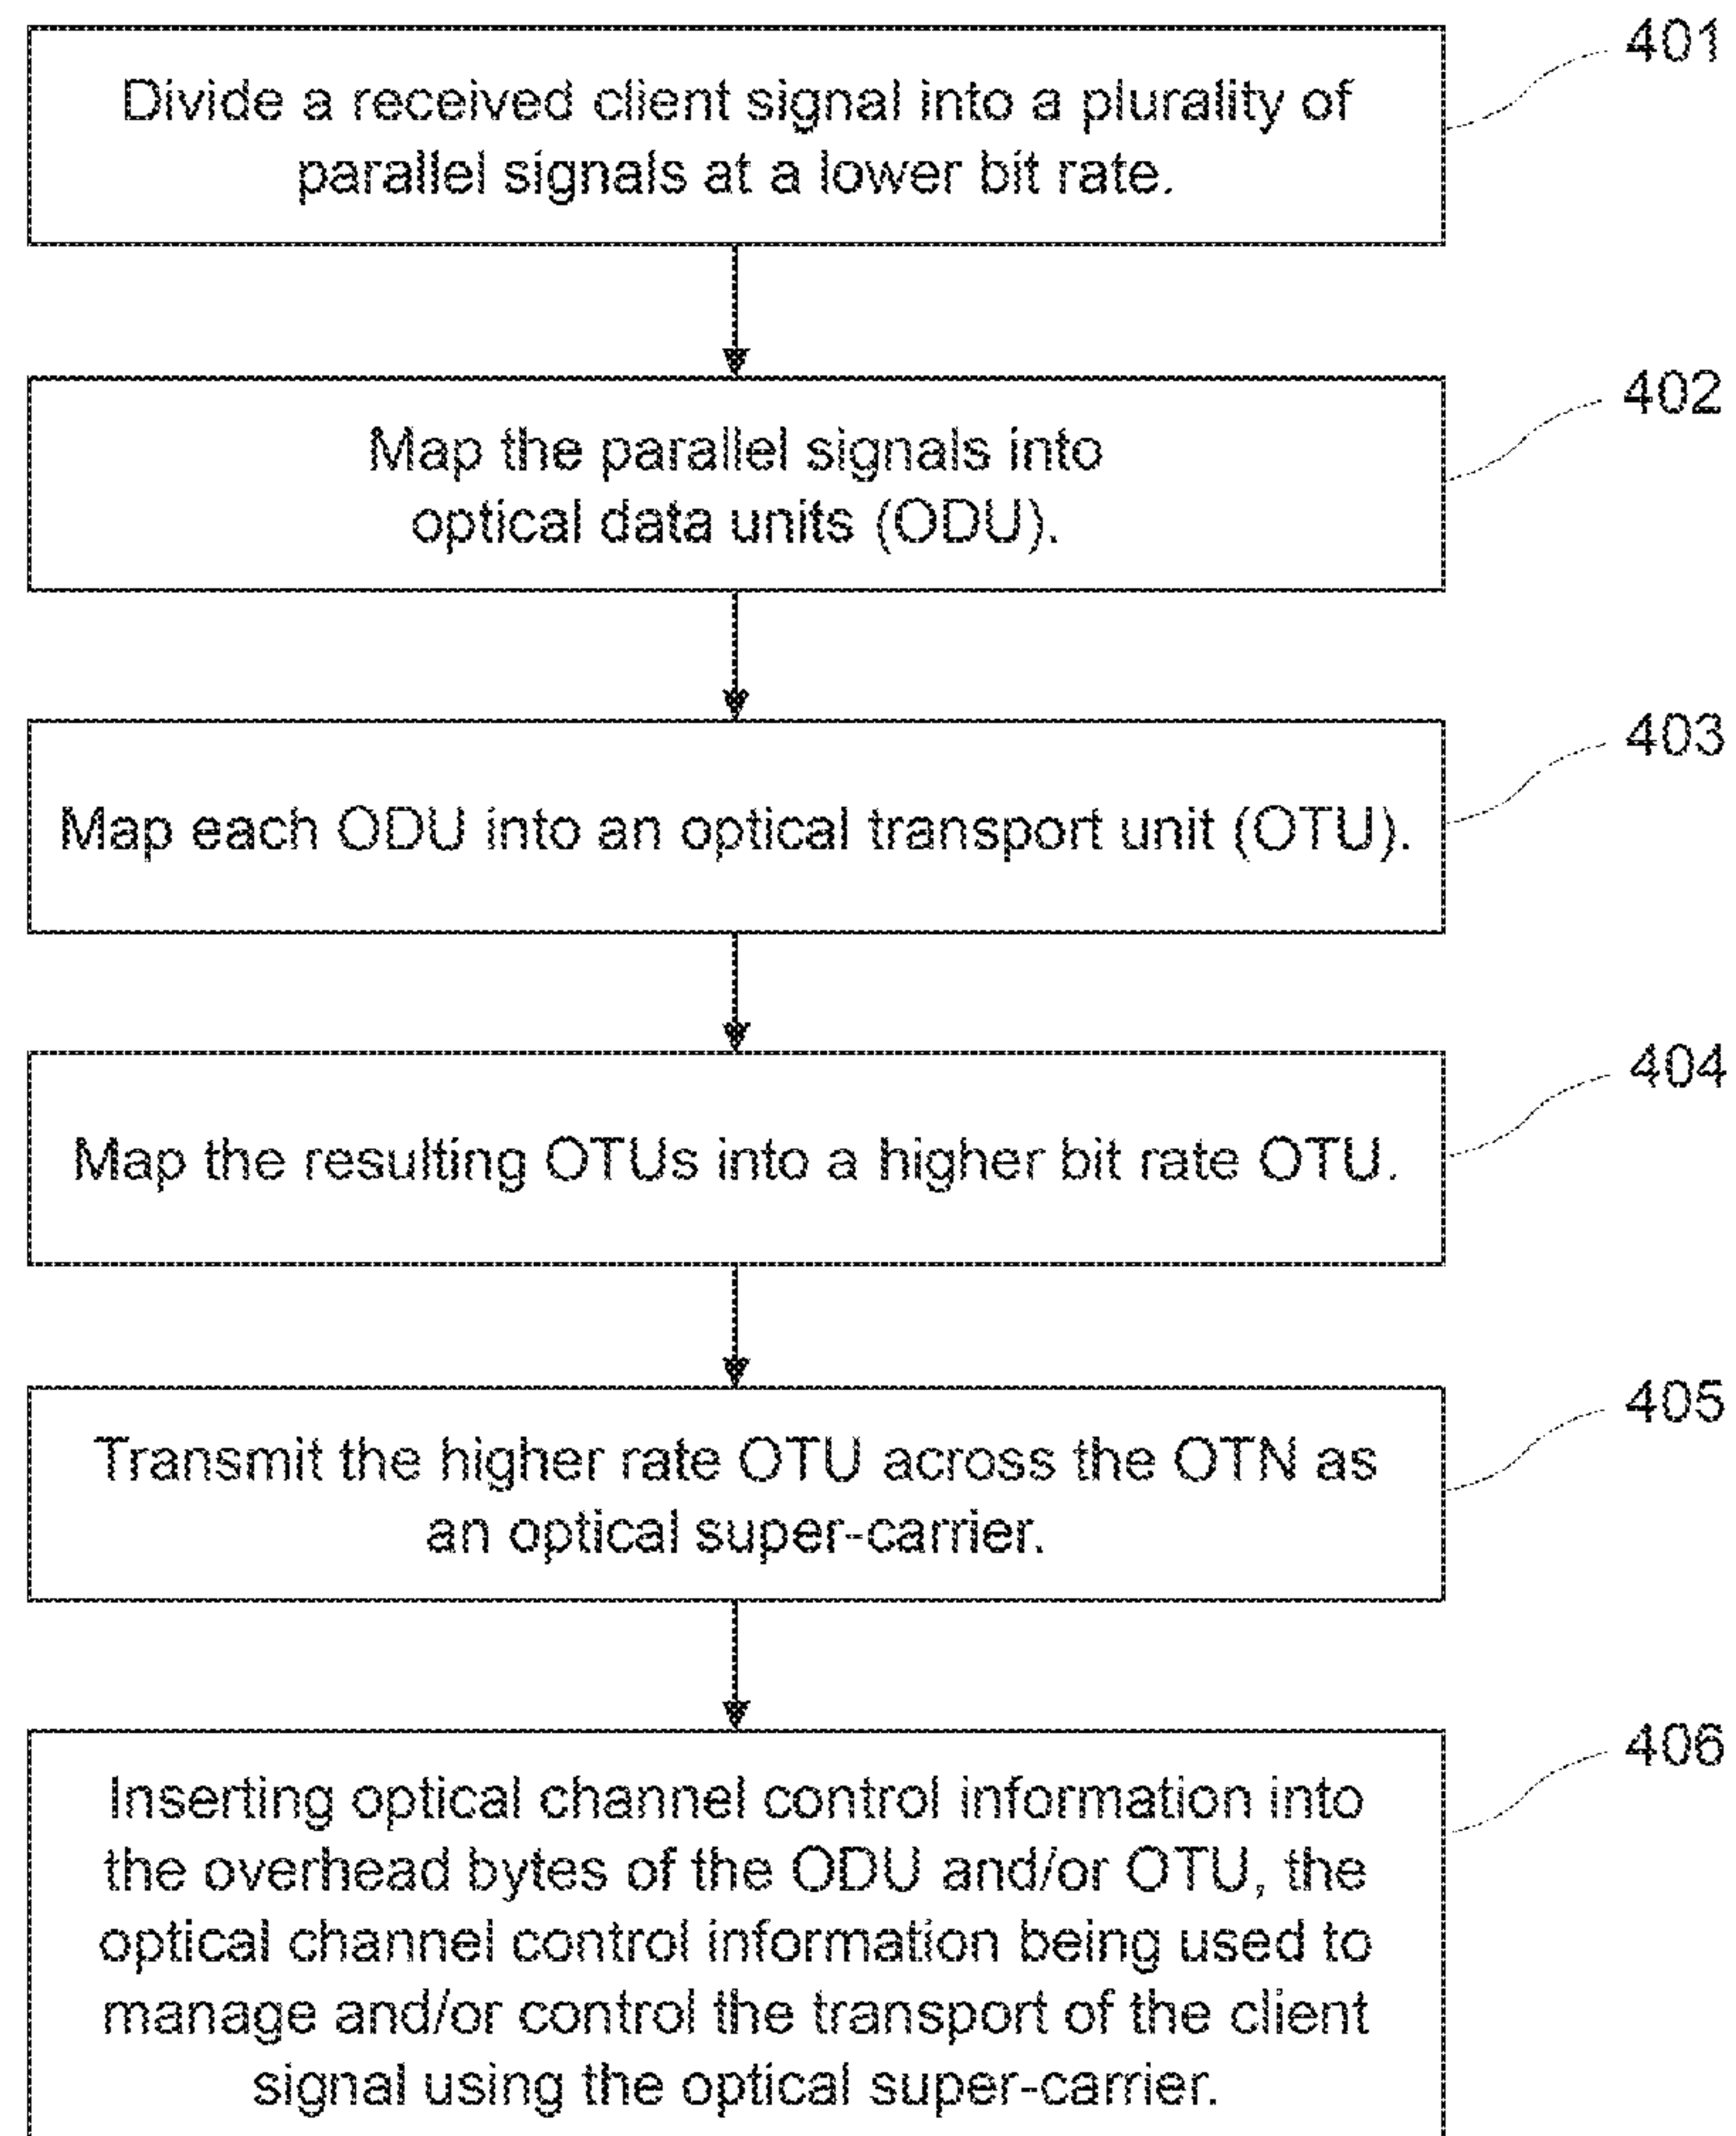 401
Divide a received client signal into a plurality of
parallel signals at a lower bit rate.
402
Map the parallel signals into
optical data units (ODU).
403
Map each ODU into an optical transport unit (OTU).
404
Map the resulting OTUs into a higher bit rate OTU.
405
Transmit the higher rate OTU across the OTN as
an optical super-carrier.
406
Inserting optical channel control information into
the overhead bytes of the ODU and/or OTU, the
optical channel control information being used to
manage and/or control the transport of the client
signal using the optical super-carrier.